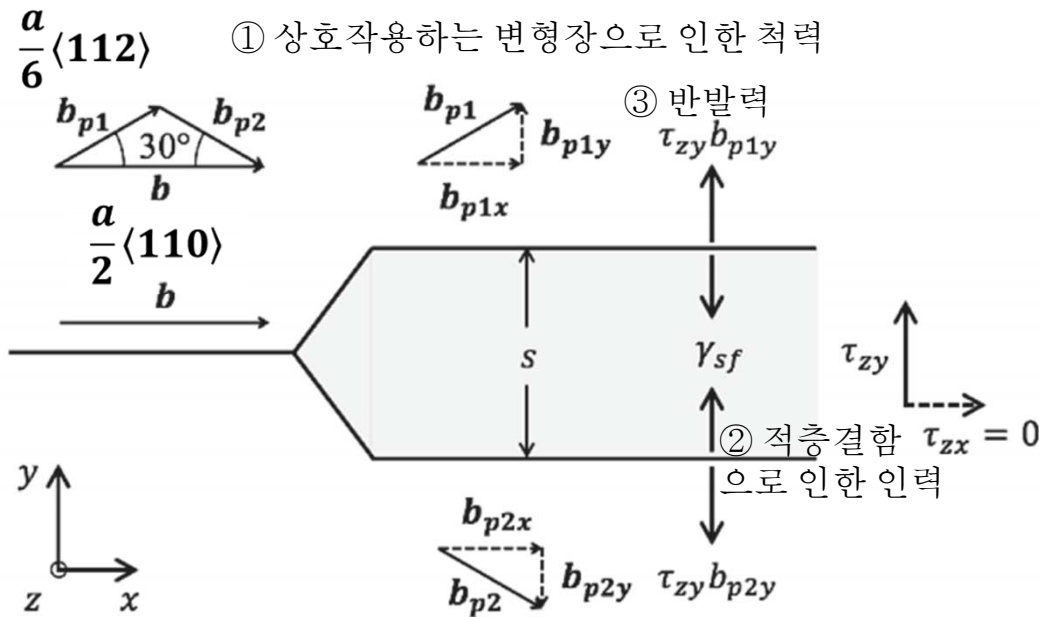 a/6⟨112⟩
① 상호작용하는 변형장으로 인한 척력
b_p1
b_p2
30°
b
b_p1
b_p1y
b_p1x
③ 반발력
τ_zy b_p1y
a/2⟨110⟩
b
s
γ_sf
τ_zy
τ_zx = 0
② 적층결함
으로 인한 인력
y
z
x
b_p2x
b_p2
b_p2y
τ_zy b_p2y